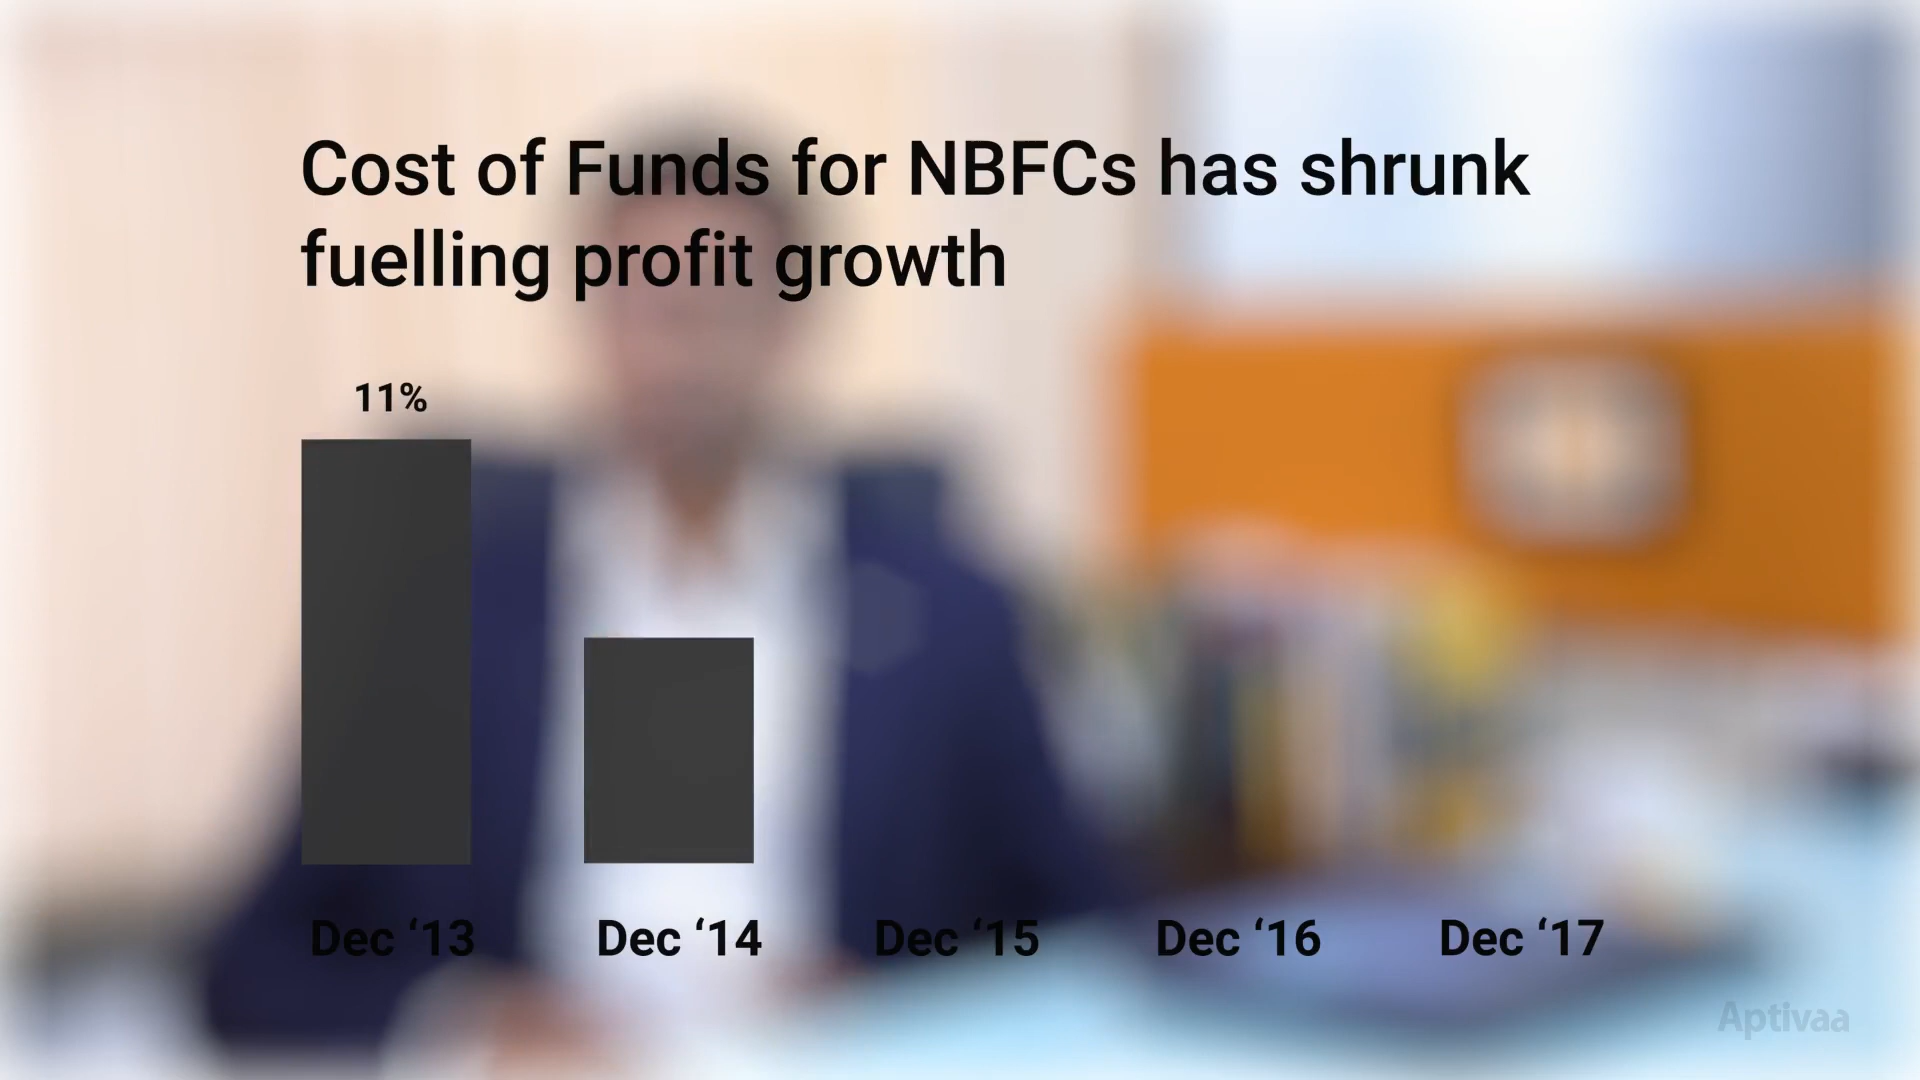 Cost of Funds for NBFCs has shrunk
fuelling profit growth
11%
Dec ‘13 Dec ‘14 Dec ‘15 Dec ‘16 Dec ‘17
Aptivaa